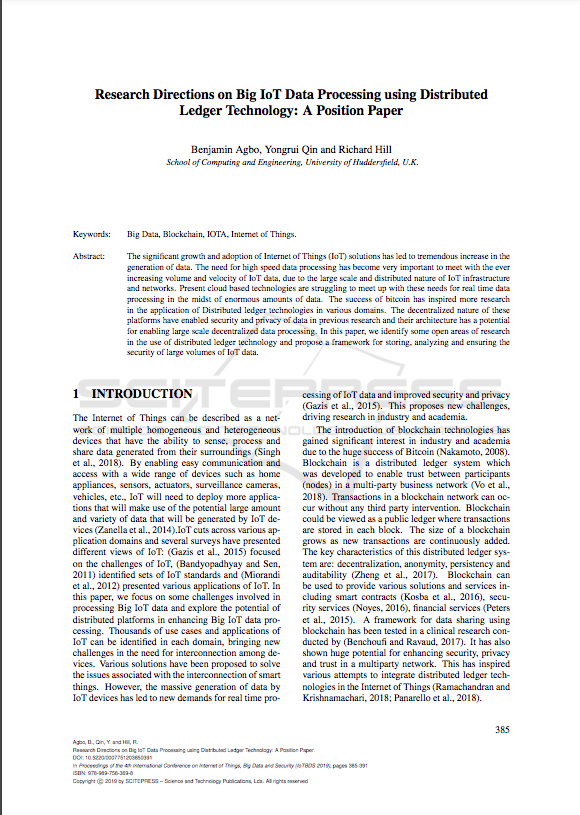 Research Directions on Big IoT Data Processing using Distributed
Ledger Technology: A Position Paper
Benjamin Agbo, Yongrui Qin and Richard Hill
School of Computing and Engineering, University of Huddersfield, U.K.
Keywords: Big Data, Blockchain, IOTA, Internet of Things.
Abstract: The significant growth and adoption of Internet of Things (IoT) solutions has led to tremendous increase in the
generation of data. The need for high speed data processing has become very important to meet with the ever
increasing volume and velocity of IoT data, due to the large scale and distributed nature of IoT infrastructure
and networks. Present cloud based technologies are struggling to meet up with these needs for real time data
processing in the midst of enormous amounts of data. The success of bitcoin has inspired more research
in the application of Distributed ledger technologies in various domains. The decentralized nature of these
platforms have enabled security and privacy of data in previous research and their architecture has a potential
for enabling large scale decentralized data processing. In this paper, we identify some open areas of research
in the use of distributed ledger technology and propose a framework for storing, analyzing and ensuring the
security of large volumes of IoT data.
SCITEPRESS
1 INTRODUCTION
The Internet of Things can be described as a net-
work of multiple homogeneous and heterogeneous
devices that have the ability to sense, process and
share data generated from their surroundings (Singh
et al., 2018). By enabling easy communication and
access with a wide range of devices such as home
appliances, sensors, actuators, surveillance cameras,
vehicles, etc., IoT will need to deploy more applica-
tions that will make use of the potential large amount
and variety of data that will be generated by IoT de-
vices (Zanella et al., 2014).IoT cuts across various ap-
plication domains and several surveys have presented
different views of IoT: (Gazis et al., 2015) focused
on the challenges of IoT, (Bandyopadhyay and Sen,
2011) identified sets of IoT standards and (Miorandi
et al., 2012) presented various applications of IoT. In
this paper, we focus on some challenges involved in
processing Big IoT data and explore the potential of
distributed platforms in enhancing BigIoT data pro-
cessing. Thousands of use cases and applications of
IoT can be identified in each domain, bringing new
challenges in the need for interconnection among de-
vices. Various solutions have been proposed to solve
the issues associated with the interconnection of smart
things. However, the massive generation of data by
IoT devices has led to new demands for real time pro-
cessing of IoT data and improved security and privacy
(Gazis et al., 2015). This proposes new challenges,
driving research in industry and academia.
The introduction of blockchain technologies has
gained significant interest in industry and academia
due to the huge success of Bitcoin (Nakamoto, 2008).
Blockchain is a distributed ledger system which
was developed to enable trust between participants
(nodes) in a multi-party business network (Vo et al.,
2018). Transactions in a blockchain network can oc-
cur without any third party intervention. Blockchain
could be viewed as a public ledger where transactions
are stored in each block. The size of a blockchain
grows as new transactions are continuously added.
The key characteristics of this distributed ledger sys-
tem are: decentralization, anonymity, persistency and
auditability (Zheng et al., 2017). Blockchain can
be used to provide various solutions and services in-
cluding smart contracts (Kosba et al., 2016), secu-
rity services (Noyes, 2016), financial services (Peters
et al., 2015). A framework for data sharing using
blockchain has been tested in a clinical research con-
ducted by (Benchoufi and Ravaud, 2017). It has also
shown huge potential for enhancing security, privacy
and trust in a multiparty network. This has inspired
various attempts to integrate distributed ledger tech-
nologies in the Internet of Things (Ramachandran and
Krishnamachari, 2018; Panarello et al., 2018).
385
Agbo, B., Qin, Y. and Hill, R.
Research Directions on Big IoT Data Processing using Distributed Ledger Technology: A Position Paper.
DOI: 10.5220/0007751203850391
In Proceedings of the 4th International Conference on Internet of Things, Big Data and Security (IoTBDS 2019), pages 385-391
ISBN: 978-989-758-369-8
Copyright © 2019 by SCITEPRESS – Science and Technology Publications, Lda. All rights reserved